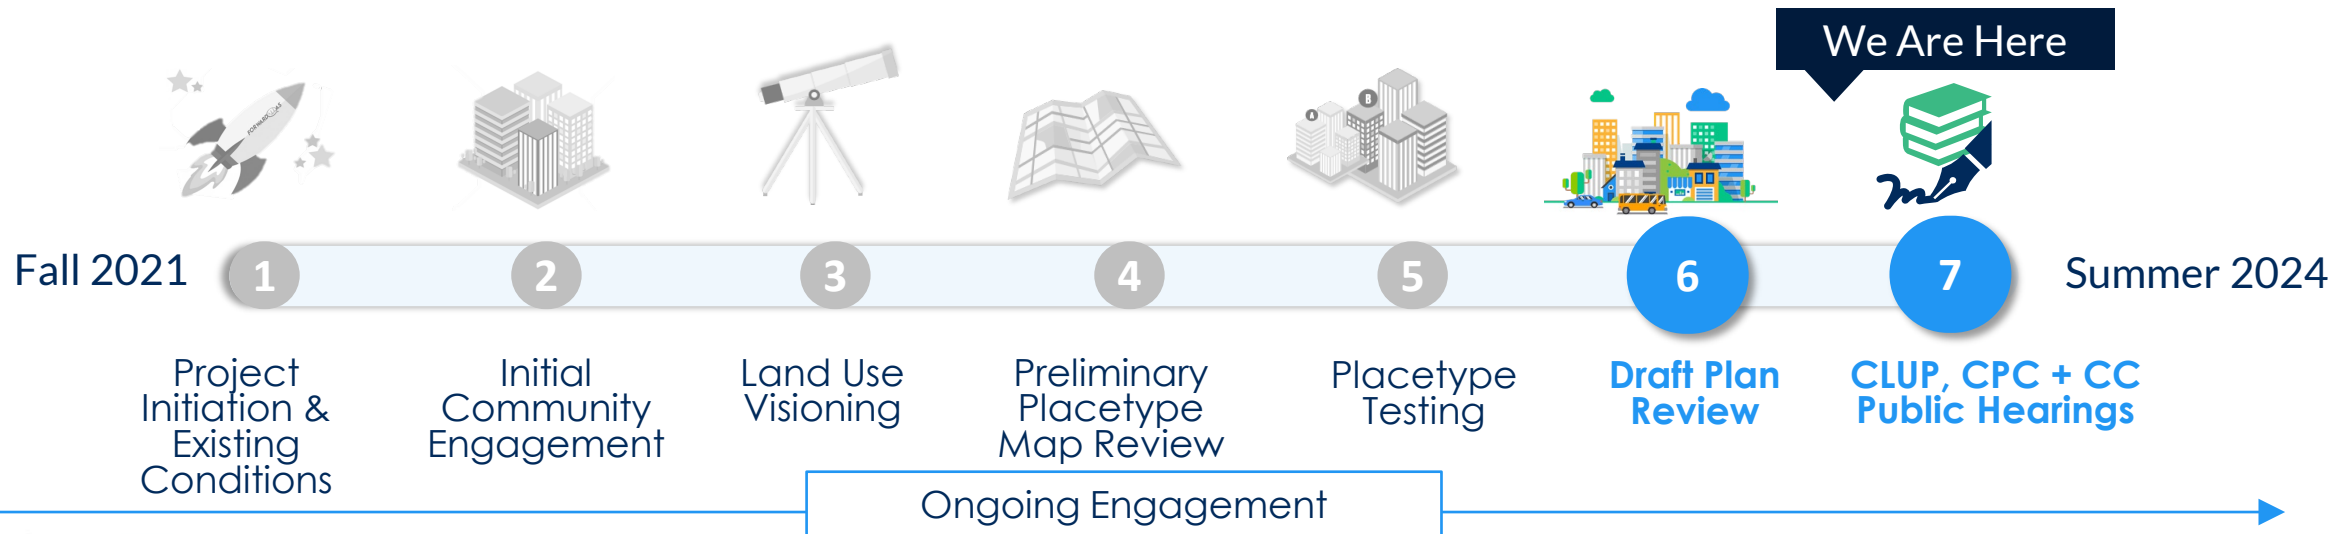 We Are Here
FORWARD
A
B
Fall 2021
1
2
3
4
5
6
7
Summer 2024
Project
Initiation &
Existing
Conditions
Initial
Community
Engagement
Land Use
Visioning
Preliminary
Placetype
Map Review
Placetype
Testing
Draft Plan
Review
CLUP, CPC + CC
Public Hearings
Ongoing Engagement